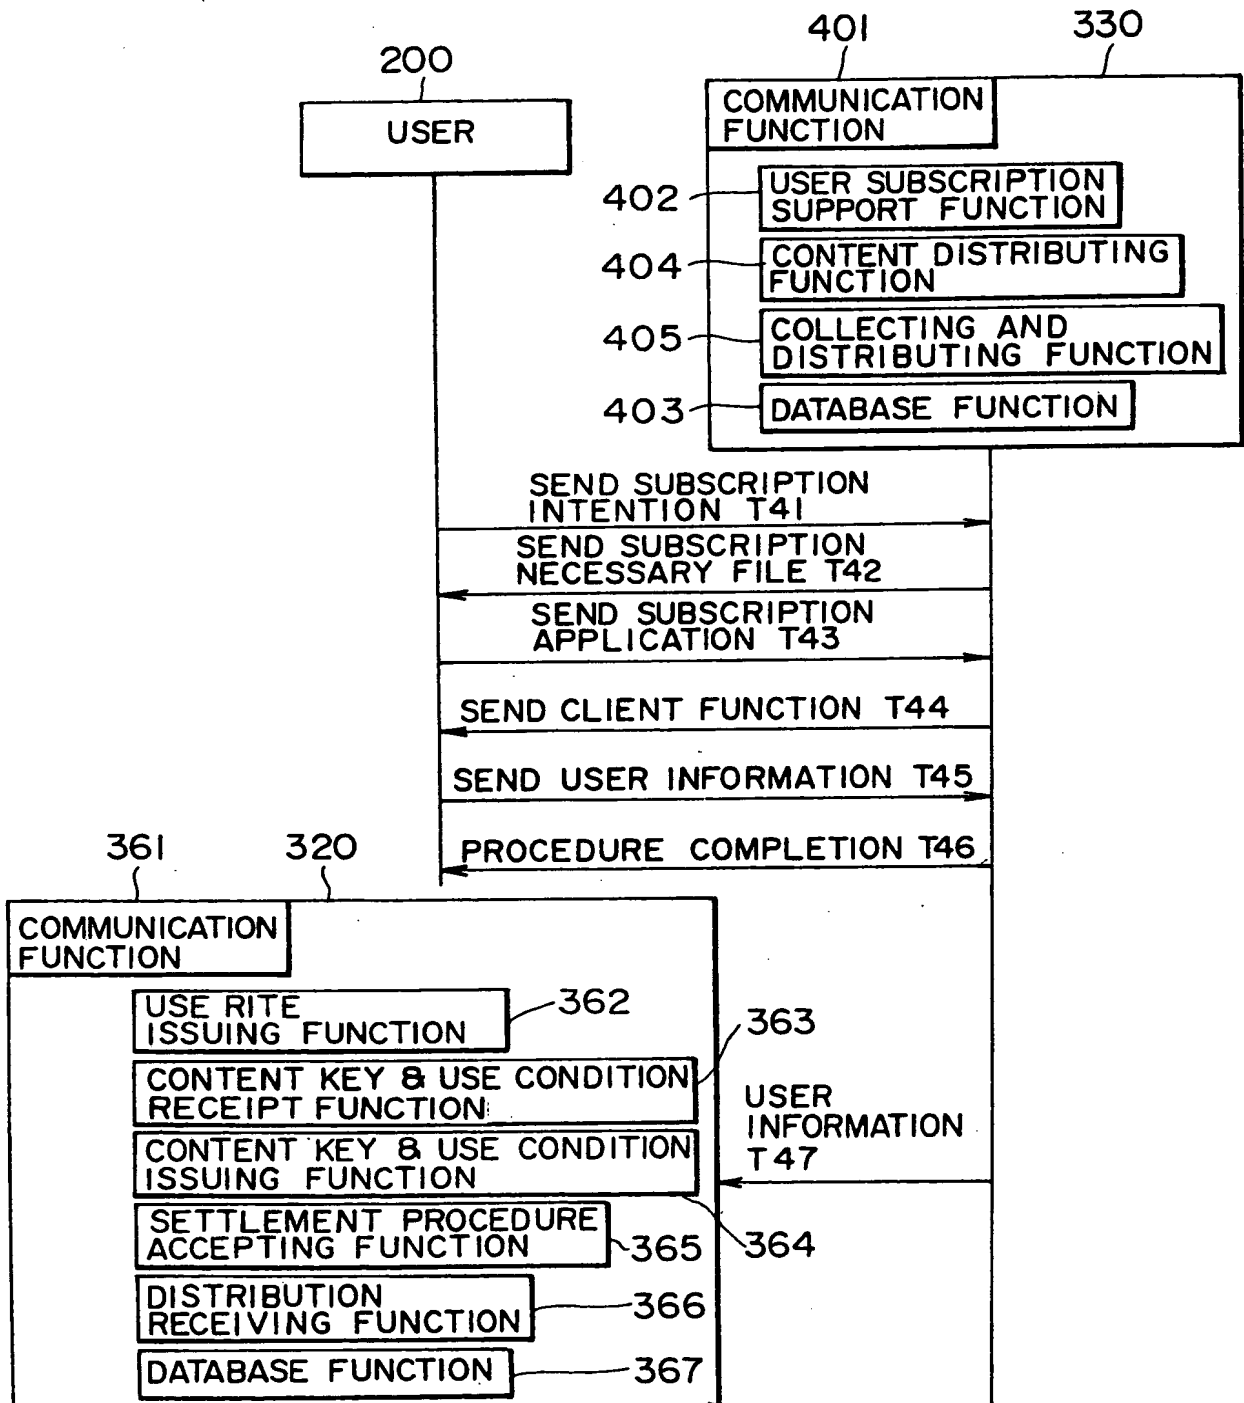 401
330
200
USER
COMMUNICATION
FUNCTION
402
USER SUBSCRIPTION
SUPPORT FUNCTION
404
CONTENT DISTRIBUTING
FUNCTION
405
COLLECTING AND
DISTRIBUTING FUNCTION
403
DATABASE FUNCTION
SEND SUBSCRIPTION
INTENTION T41
SEND SUBSCRIPTION
NECESSARY FILE T42
SEND SUBSCRIPTION
APPLICATION T43
SEND CLIENT FUNCTION T44
SEND USER INFORMATION T45
PROCEDURE COMPLETION T46
361
320
COMMUNICATION
FUNCTION
USE RITE
ISSUING FUNCTION
362
363
CONTENT KEY & USE CONDITION
RECEIPT FUNCTION
USER
INFORMATION
T47
CONTENT KEY & USE CONDITION
ISSUING FUNCTION
364
SETTLEMENT PROCEDURE
ACCEPTING FUNCTION
365
DISTRIBUTION
RECEIVING FUNCTION
366
DATABASE FUNCTION
367